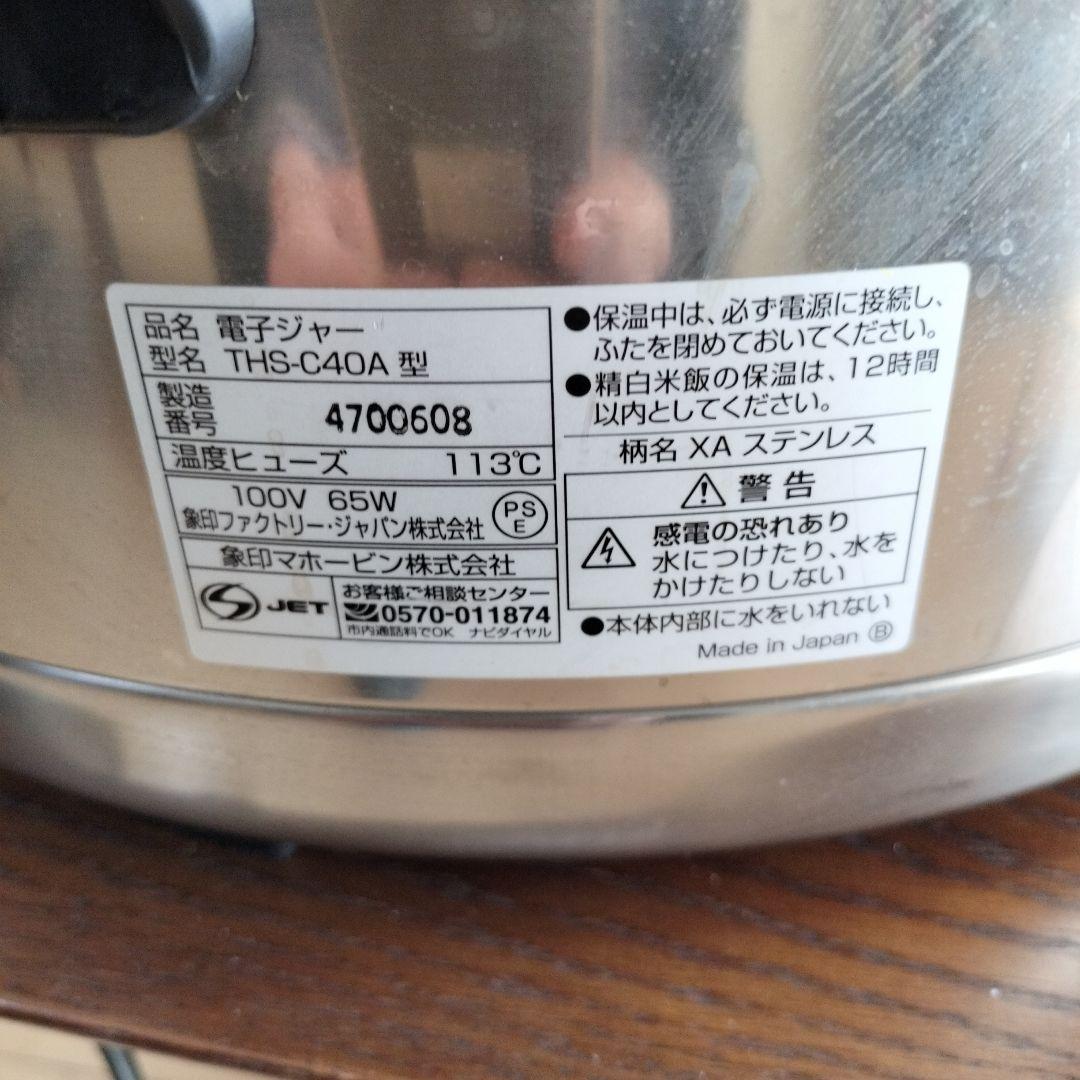 品名 電子ジャー
型名 THS-C40A 型
製造番号 4700608
温度ヒューズ 113℃
100V 65W
象印ファクトリー・ジャパン株式会社
PS
E
象印マホービン株式会社
JET
お客様ご相談センター
0570-011874
市内通話料でOK ナビダイヤル
●保温中は、必ず電源に接続し、
ふたを閉めておいてください。
●精白米飯の保温は、12時間
以内としてください。
柄名 XA ステンレス
警告
感電の恐れあり
水につけたり、水を
かけたりしない
●本体内部に水をいれない
Made in Japan Ⓑ